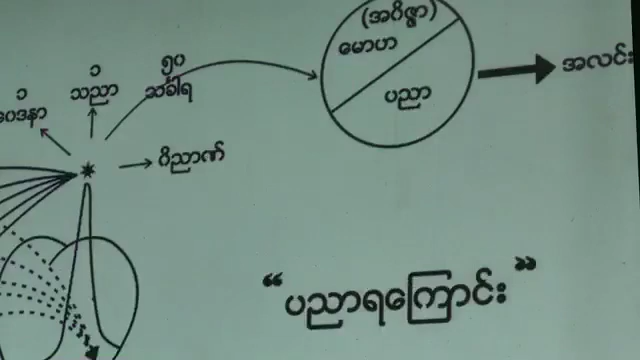 (အဝိဇ္ဇာ)
မောဟ
ပညာ
အလင်း
၁
ဝေဒနာ
၁
သညာ
၅၀
သင်္ခါရ
ဝိညာဏ်
“ပညာရကြောင်း”